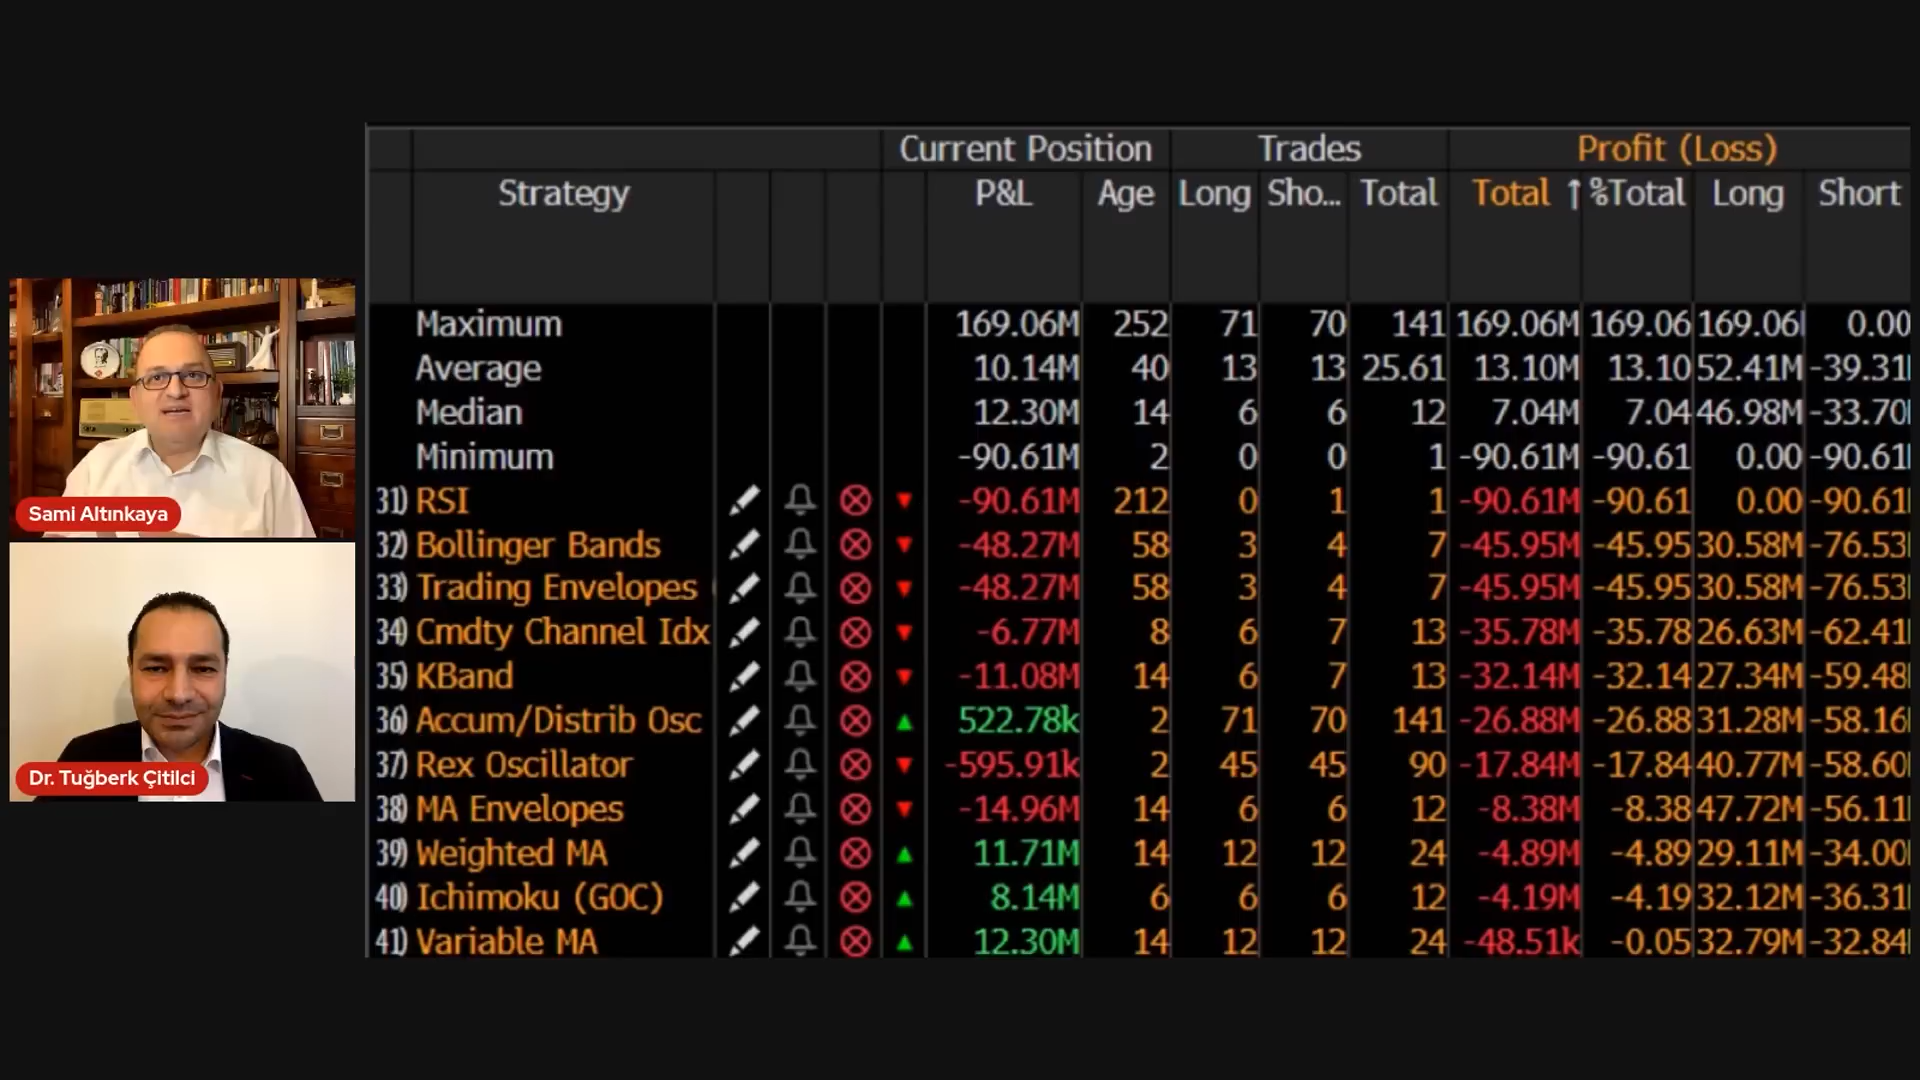 Sami Altınkaya
Dr. Tuğberk Çitilci
Current Position Trades Profit (Loss)
Strategy P&L Age Long Sho... Total Total ↑ %Total Long Short
Maximum 169.06M 252 71 70 141 169.06M 169.06 169.06 0.00
Average 10.14M 40 13 13 25.61 13.10M 13.10 52.41M -39.31
Median 12.30M 14 6 6 12 7.04M 7.04 46.98M -33.70
Minimum -90.61M 2 0 0 1 -90.61M -90.61 0.00 -90.61
31) RSI -90.61M 212 0 1 1 -90.61M -90.61 0.00 -90.61
32) Bollinger Bands -48.27M 58 3 4 7 -45.95M -45.95 30.58M -76.53
33) Trading Envelopes -48.27M 58 3 4 7 -45.95M -45.95 30.58M -76.53
34) Cmdty Channel Idx -6.77M 8 6 7 13 -35.78M -35.78 26.63M -62.41
35) KBand -11.08M 14 6 7 13 -32.14M -32.14 27.34M -59.48
36) Accum/Distrib Osc 522.78k 2 71 70 141 -26.88M -26.88 31.28M -58.16
37) Rex Oscillator -595.91k 2 45 45 90 -17.84M -17.84 40.77M -58.60
38) MA Envelopes -14.96M 14 6 6 12 -8.38M -8.38 47.72M -56.11
39) Weighted MA 11.71M 14 12 12 24 -4.89M -4.89 29.11M -34.00
40) Ichimoku (GOC) 8.14M 6 6 6 12 -4.19M -4.19 32.12M -36.31
41) Variable MA 12.30M 14 12 12 24 -48.51k -0.05 32.79M -32.84